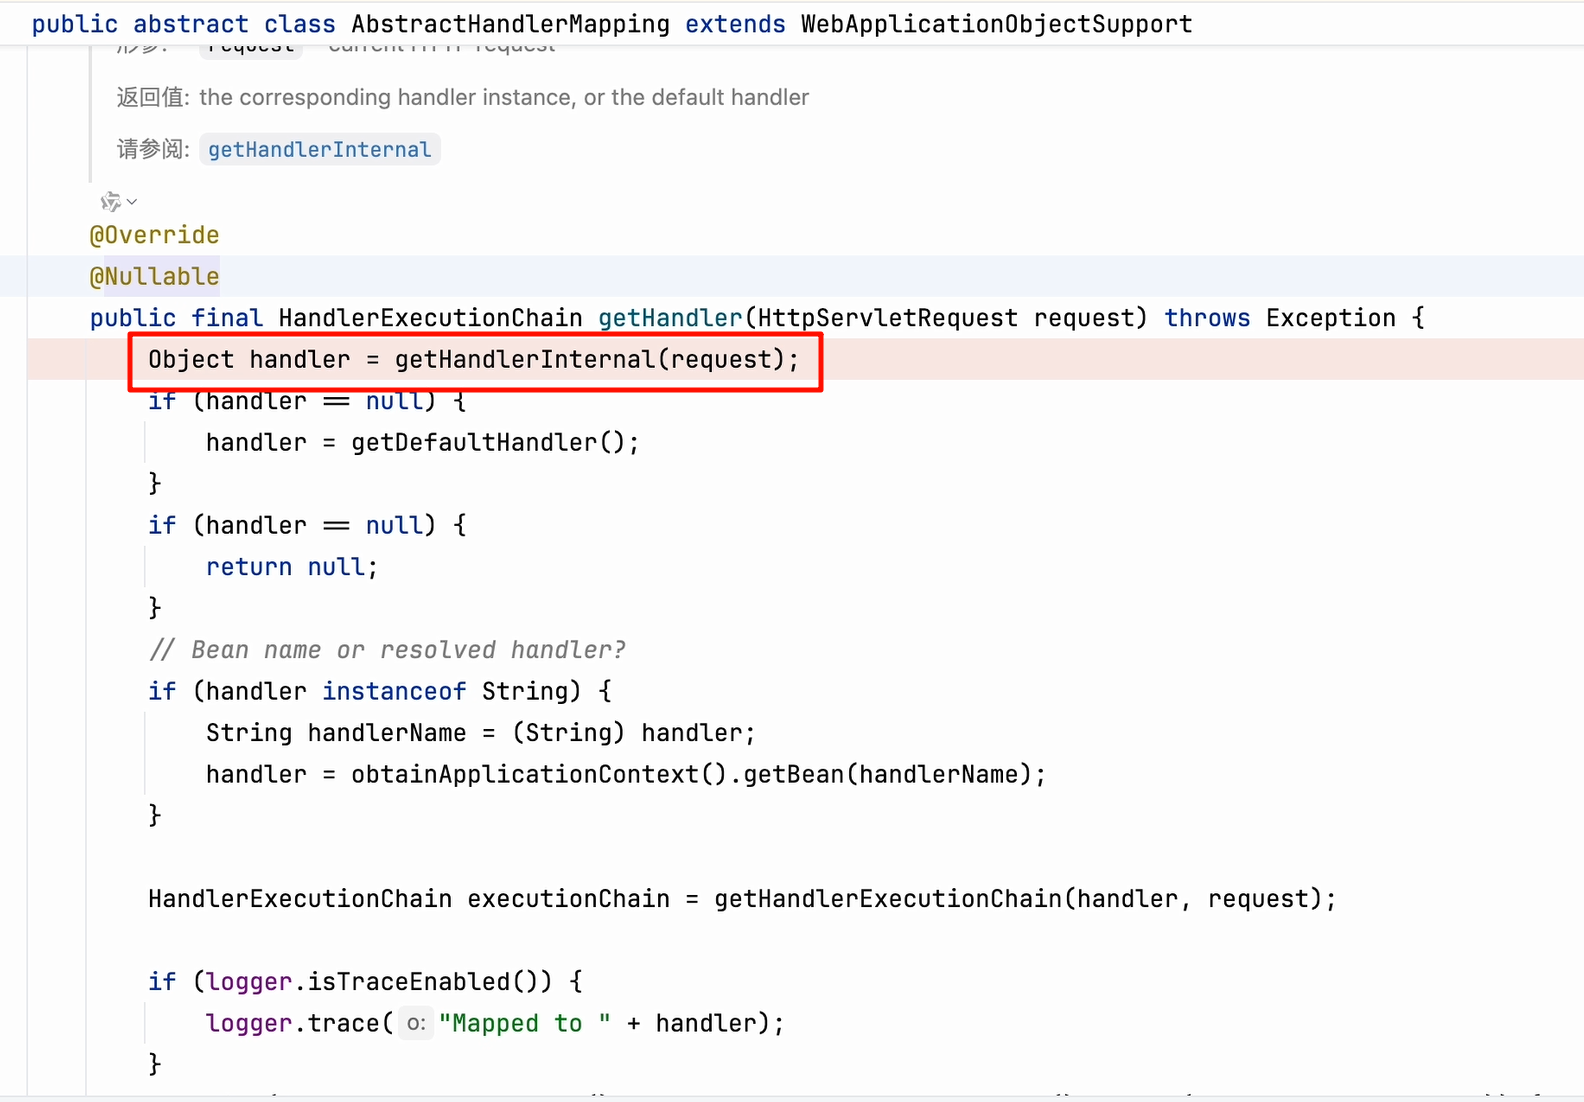 public abstract class AbstractHandlerMapping extends WebApplicationObjectSupport
形参: request – current HTTP request
返回值: the corresponding handler instance, or the default handler
请参阅: getHandlerInternal
@Override
@Nullable
public final HandlerExecutionChain getHandler(HttpServletRequest request) throws Exception {
Object handler = getHandlerInternal(request);
if (handler == null) {
handler = getDefaultHandler();
}
if (handler == null) {
return null;
}
// Bean name or resolved handler?
if (handler instanceof String) {
String handlerName = (String) handler;
handler = obtainApplicationContext().getBean(handlerName);
}
HandlerExecutionChain executionChain = getHandlerExecutionChain(handler, request);
if (logger.isTraceEnabled()) {
logger.trace( o: "Mapped to " + handler);
}